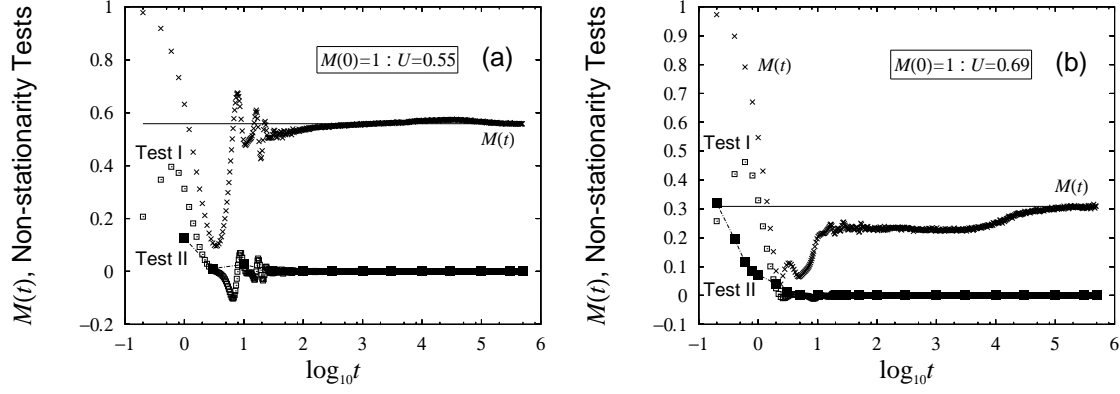 M(t), Non-stationarity Tests
1
0.8
0.6
0.4
0.2
0
−0.2
−1 0 1 2 3 4 5 6
log10t
M(0)=1 : U=0.55
(a)
M(t)
Test I
Test II
M(t), Non-stationarity Tests
1
0.9
0.8
0.7
0.6
0.5
0.4
0.3
0.2
0.1
0
−0.1
−1 0 1 2 3 4 5 6
log10t
M(t)
M(0)=1 : U=0.69
(b)
Test I
M(t)
Test II